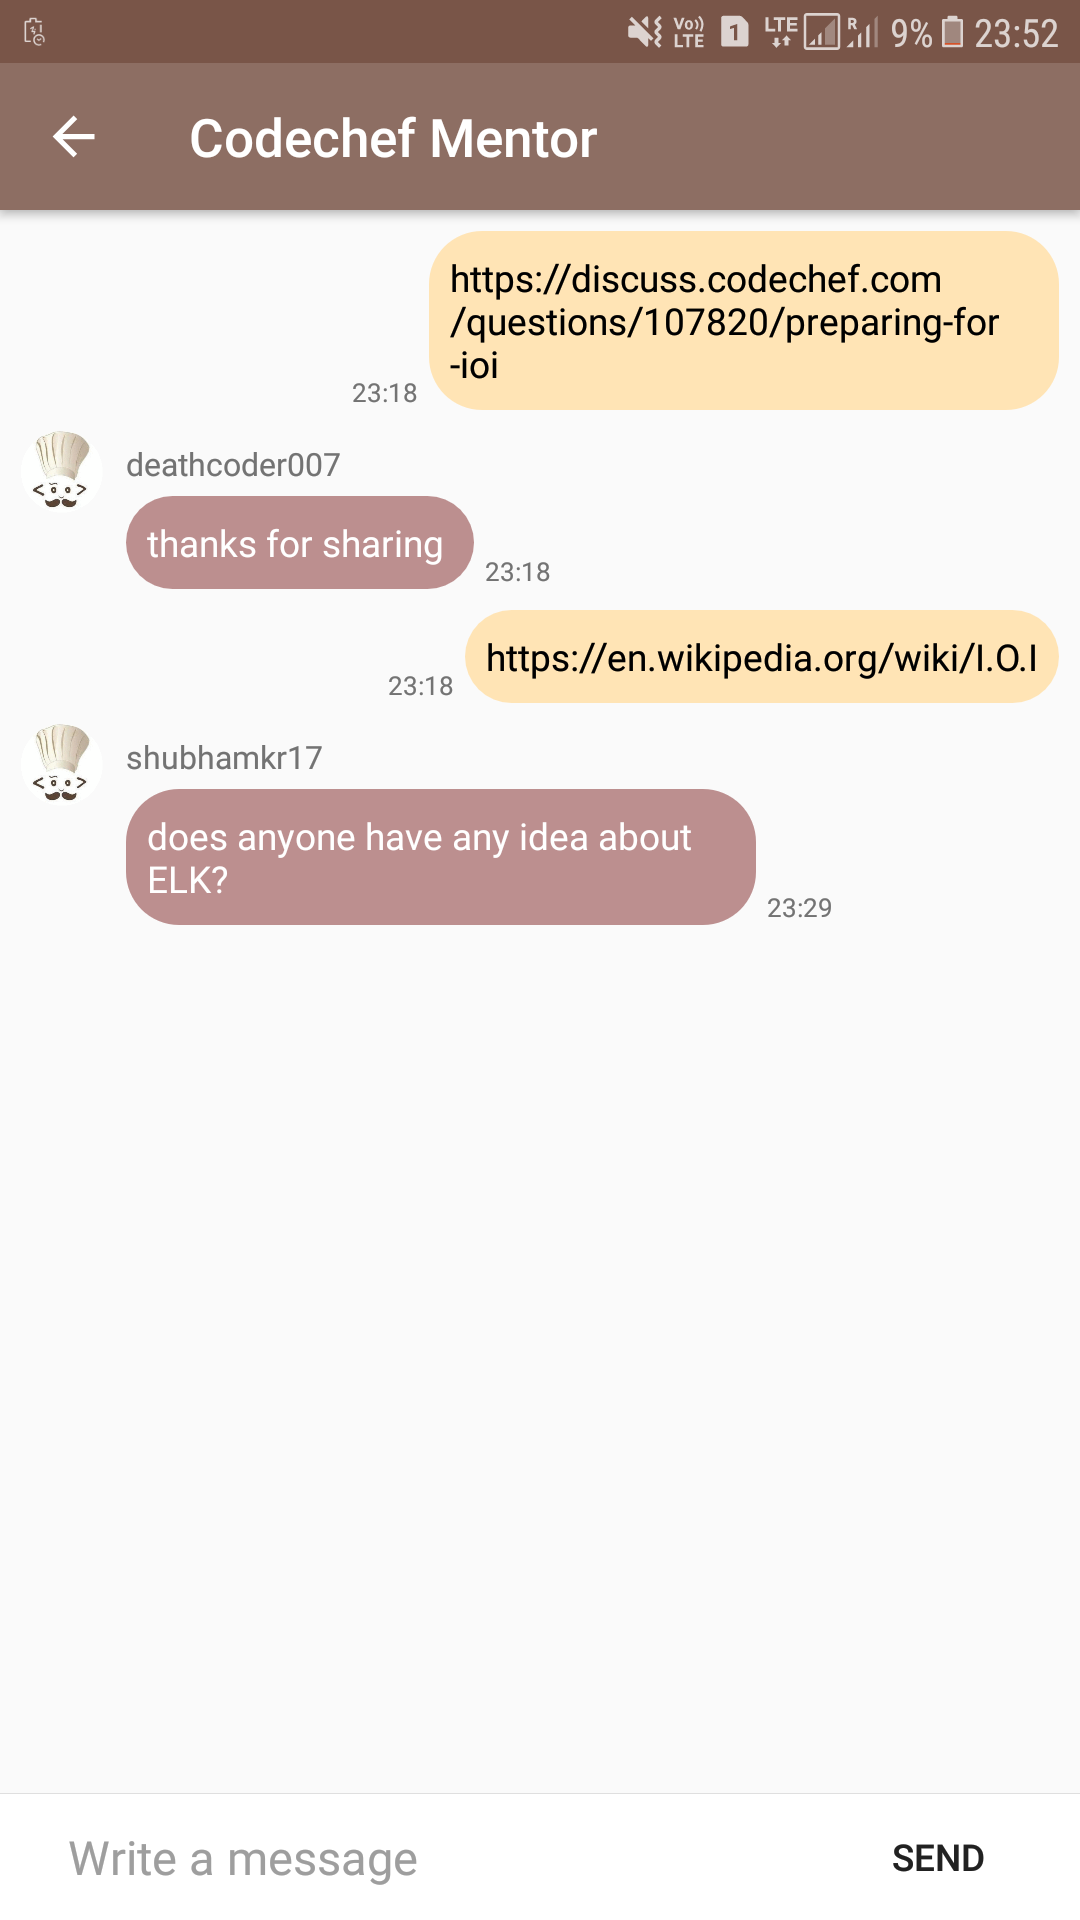 Vo)) LTE 1 LTE R 9% 23:52
Codechef Mentor
https://discuss.codechef.com
/questions/107820/preparing-for
-ioi
23:18
deathcoder007
thanks for sharing
23:18
https://en.wikipedia.org/wiki/I.O.I
23:18
shubhamkr17
does anyone have any idea about
ELK?
23:29
Write a message
SEND